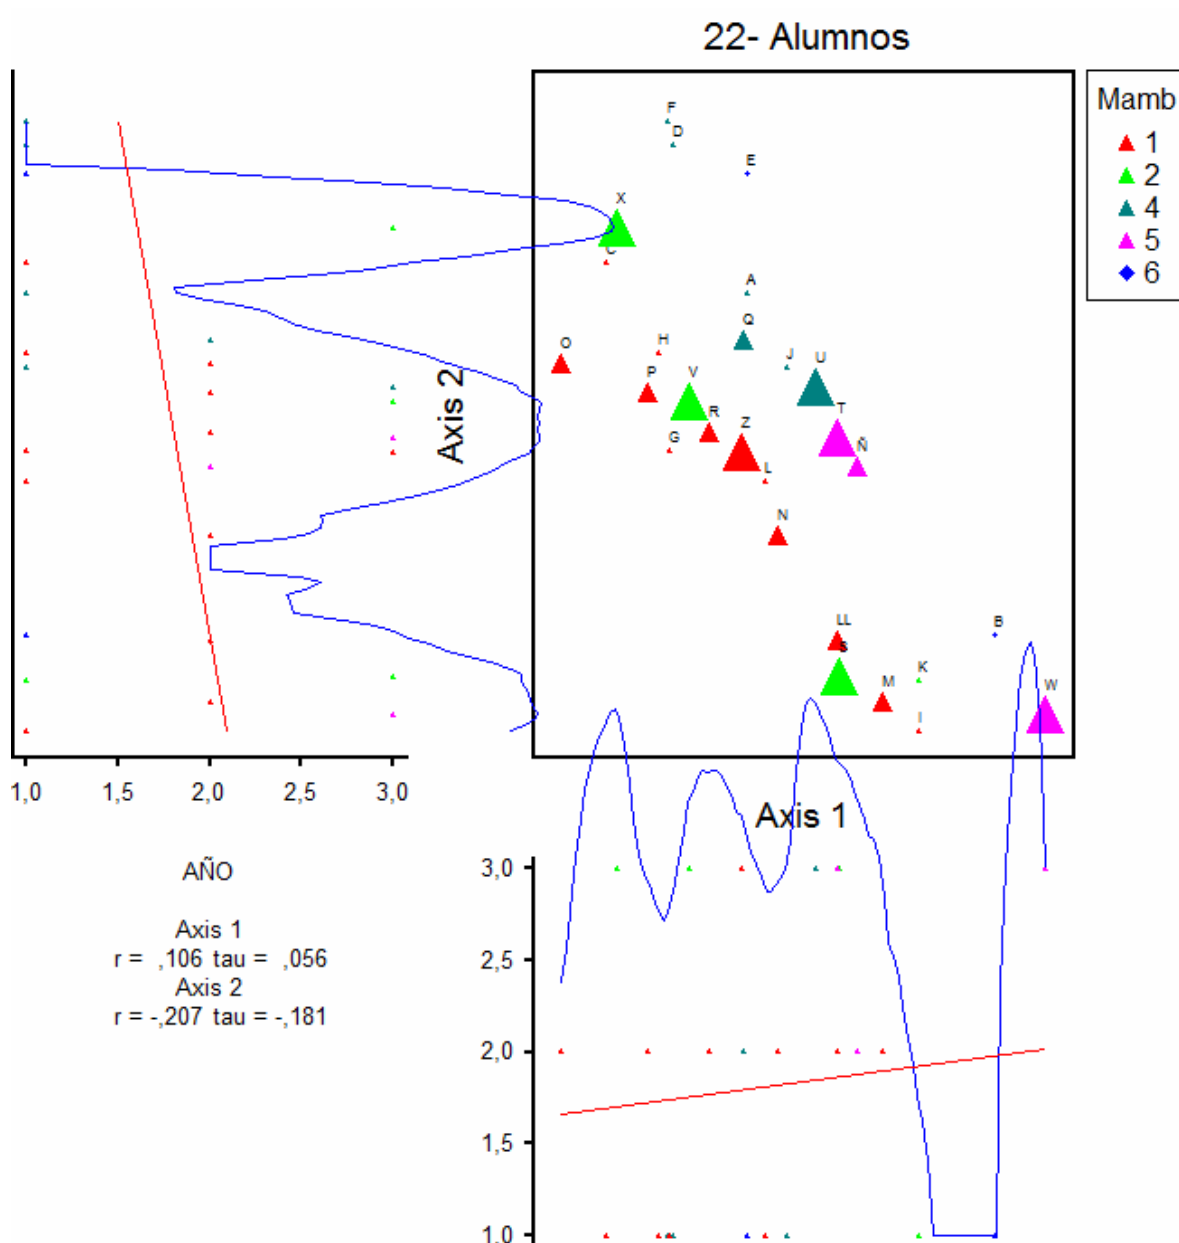 22- Alumnos
Mamb
1
2
4
5
6
F
D
E
X
C
A
Q
O
H
J
U
P
V
T
R
Z
Ñ
G
L
N
LL
B
S
K
M
W
I
Axis 2
1,0 1,5 2,0 2,5 3,0
Axis 1
AÑO
Axis 1
r = ,106 tau = ,056
Axis 2
r = -,207 tau = -,181
3,0
2,5
2,0
1,5
1,0